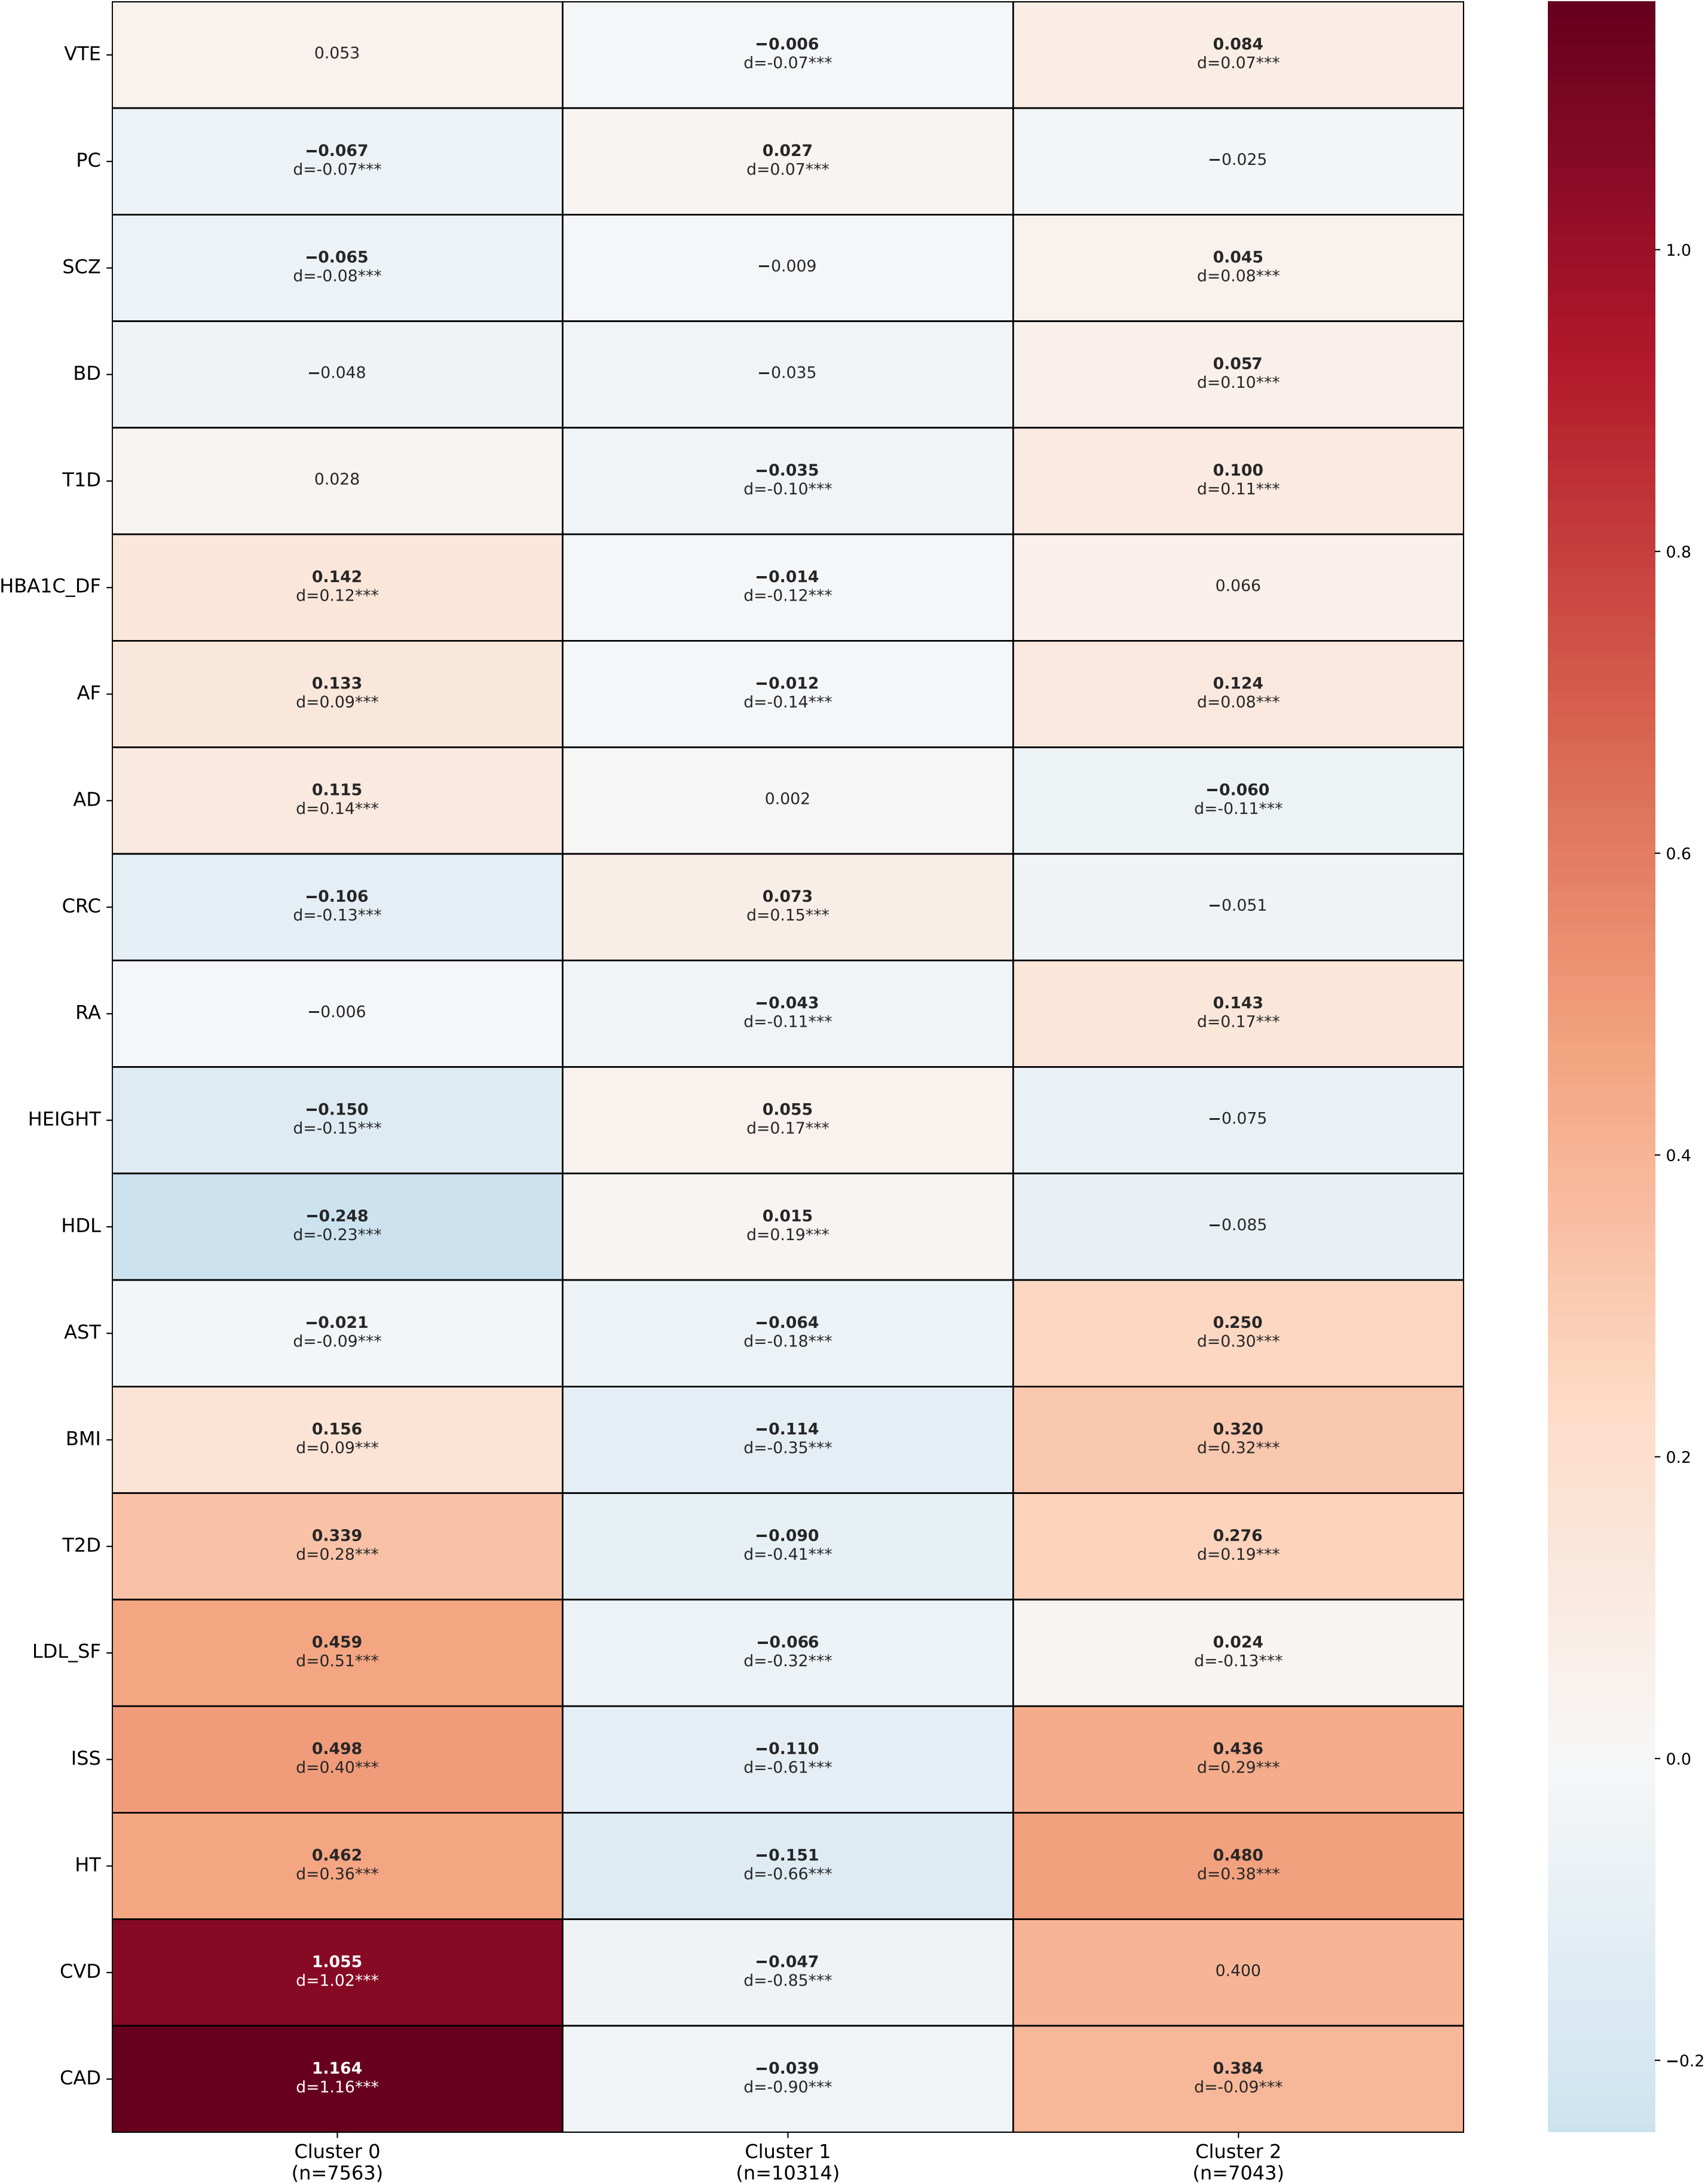 VTE
0.053
−0.006
d=-0.07***
0.084
d=0.07***
PC
−0.067
d=-0.07***
0.027
d=0.07***
−0.025
SCZ
−0.065
d=-0.08***
−0.009
0.045
d=0.08***
BD
−0.048
−0.035
0.057
d=0.10***
T1D
0.028
−0.035
d=-0.10***
0.100
d=0.11***
HBA1C_DF
0.142
d=0.12***
−0.014
d=-0.12***
0.066
AF
0.133
d=0.09***
−0.012
d=-0.14***
0.124
d=0.08***
AD
0.115
d=0.14***
0.002
−0.060
d=-0.11***
CRC
−0.106
d=-0.13***
0.073
d=0.15***
−0.051
RA
−0.006
−0.043
d=-0.11***
0.143
d=0.17***
HEIGHT
−0.150
d=-0.15***
0.055
d=0.17***
−0.075
HDL
−0.248
d=-0.23***
0.015
d=0.19***
−0.085
AST
−0.021
d=-0.09***
−0.064
d=-0.18***
0.250
d=0.30***
BMI
0.156
d=0.09***
−0.114
d=-0.35***
0.320
d=0.32***
T2D
0.339
d=0.28***
−0.090
d=-0.41***
0.276
d=0.19***
LDL_SF
0.459
d=0.51***
−0.066
d=-0.32***
0.024
d=-0.13***
ISS
0.498
d=0.40***
−0.110
d=-0.61***
0.436
d=0.29***
HT
0.462
d=0.36***
−0.151
d=-0.66***
0.480
d=0.38***
CVD
1.055
d=1.02***
−0.047
d=-0.85***
0.400
CAD
1.164
d=1.16***
−0.039
d=-0.90***
0.384
d=-0.09***
Cluster 0
(n=7563)
Cluster 1
(n=10314)
Cluster 2
(n=7043)
1.0
0.8
0.6
0.4
0.2
0.0
−0.2